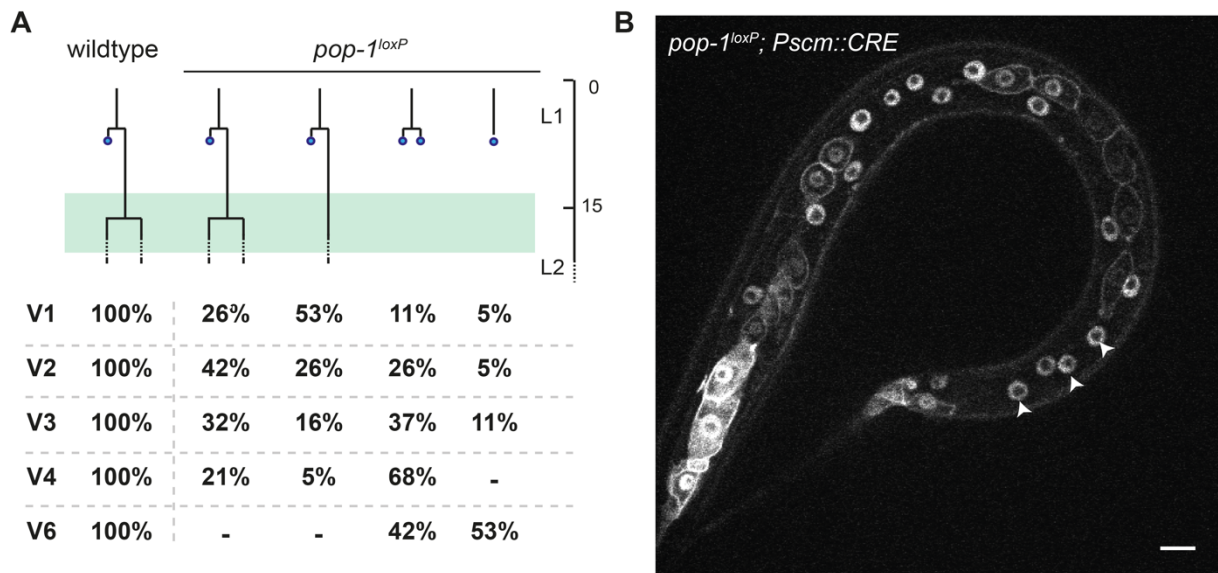 A
wildtype pop-1loxP
0
L1
15
L2
V1 100% 26% 53% 11% 5%
V2 100% 42% 26% 26% 5%
V3 100% 32% 16% 37% 11%
V4 100% 21% 5% 68% -
V6 100% - - 42% 53%
B
pop-1loxP; Pscm::CRE